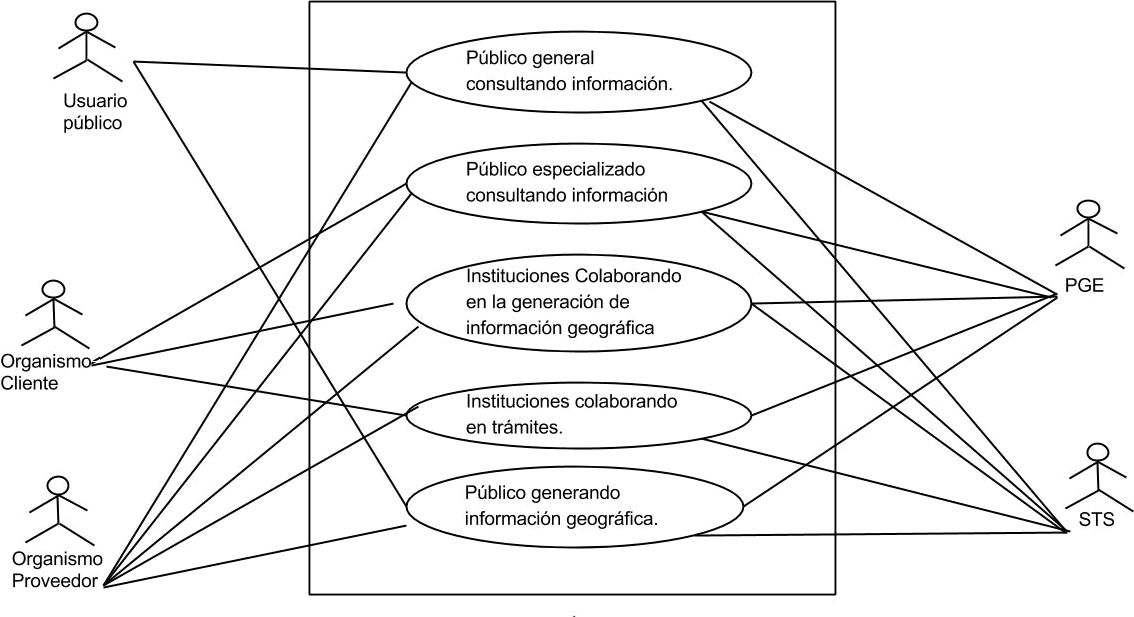 Usuario
público
Organismo
Cliente
Organismo
Proveedor
Público general
consultando información.
Público especializado
consultando información
Instituciones Colaborando
en la generación de
información geográfica
Instituciones colaborando
en trámites.
Público generando
información geográfica.
PGE
STS